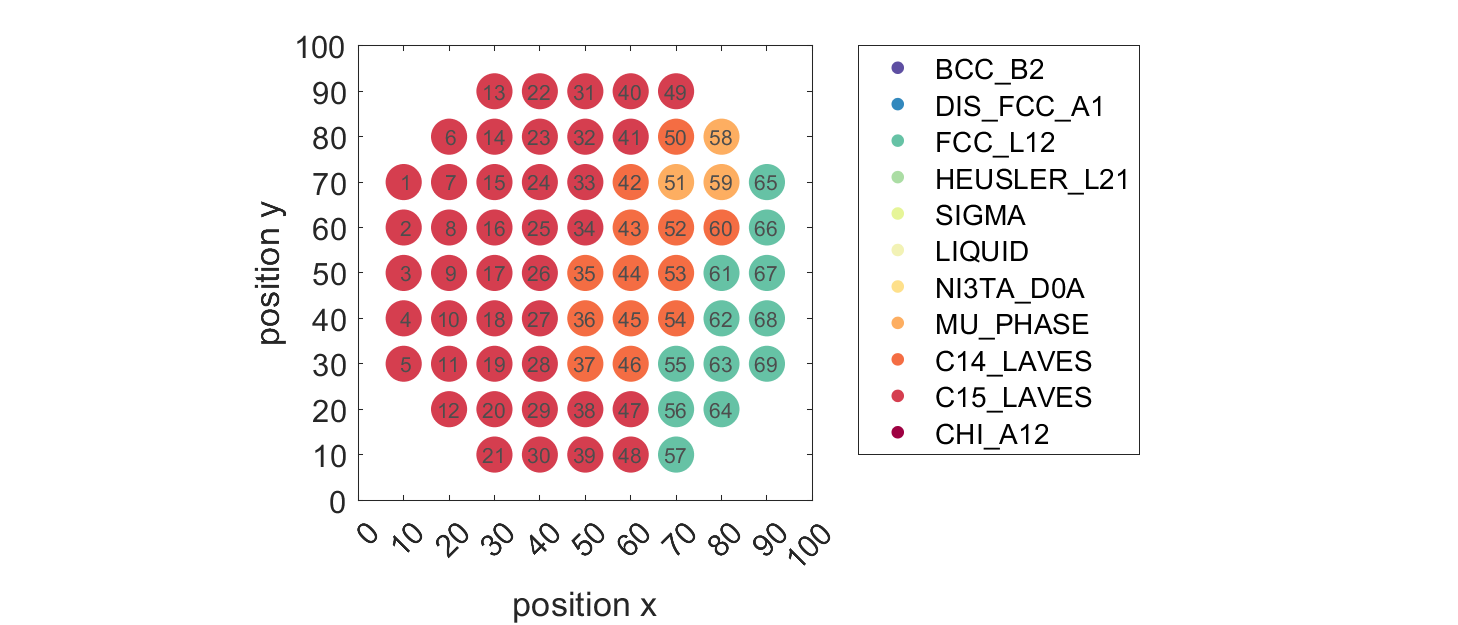 100
90
80
70
60
50
40
30
20
10
0
position y
13 22 31 40 49
6 14 23 32 41 50 58
1 7 15 24 33 42 51 59 65
2 8 16 25 34 43 52 60 66
3 9 17 26 35 44 53 61 67
4 10 18 27 36 45 54 62 68
5 11 19 28 37 46 55 63 69
12 20 29 38 47 56 64
21 30 39 48 57
0 10 20 30 40 50 60 70 80 90 100
position x
BCC_B2
DIS_FCC_A1
FCC_L12
HEUSLER_L21
SIGMA
LIQUID
NI3TA_D0A
MU_PHASE
C14_LAVES
C15_LAVES
CHI_A12